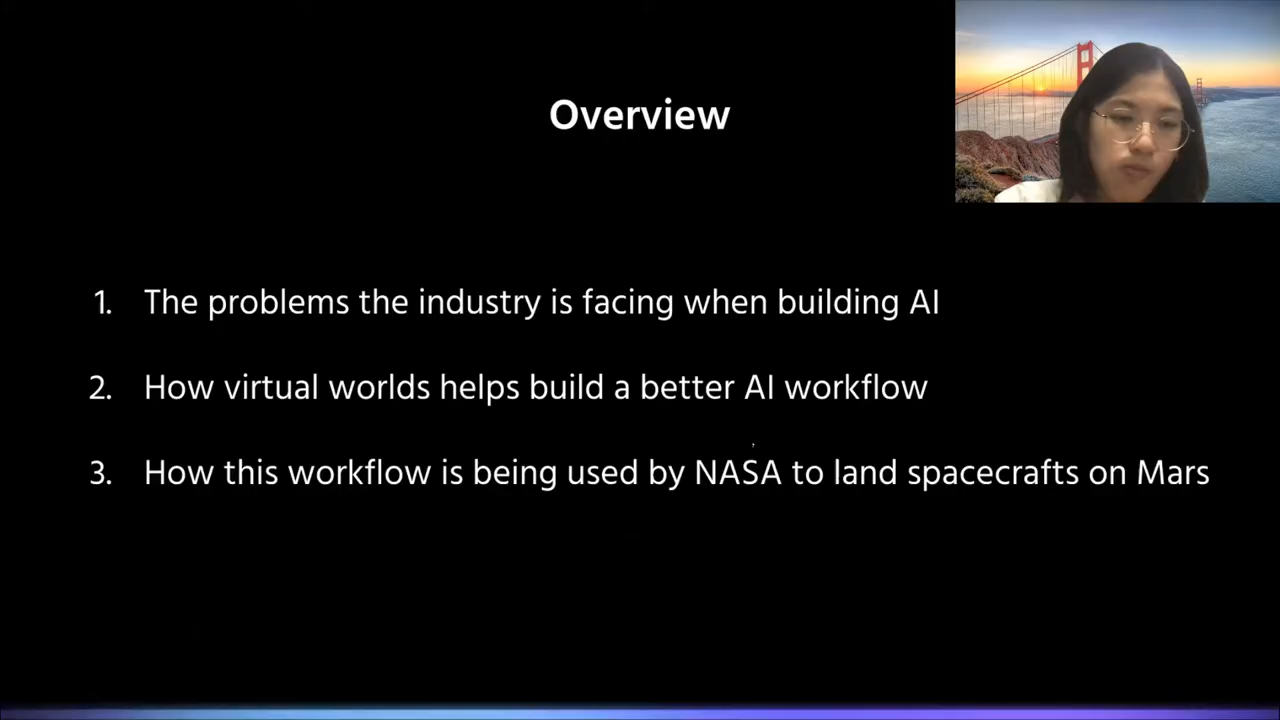 Overview
1. The problems the industry is facing when building AI
2. How virtual worlds helps build a better AI workflow
3. How this workflow is being used by NASA to land spacecrafts on Mars